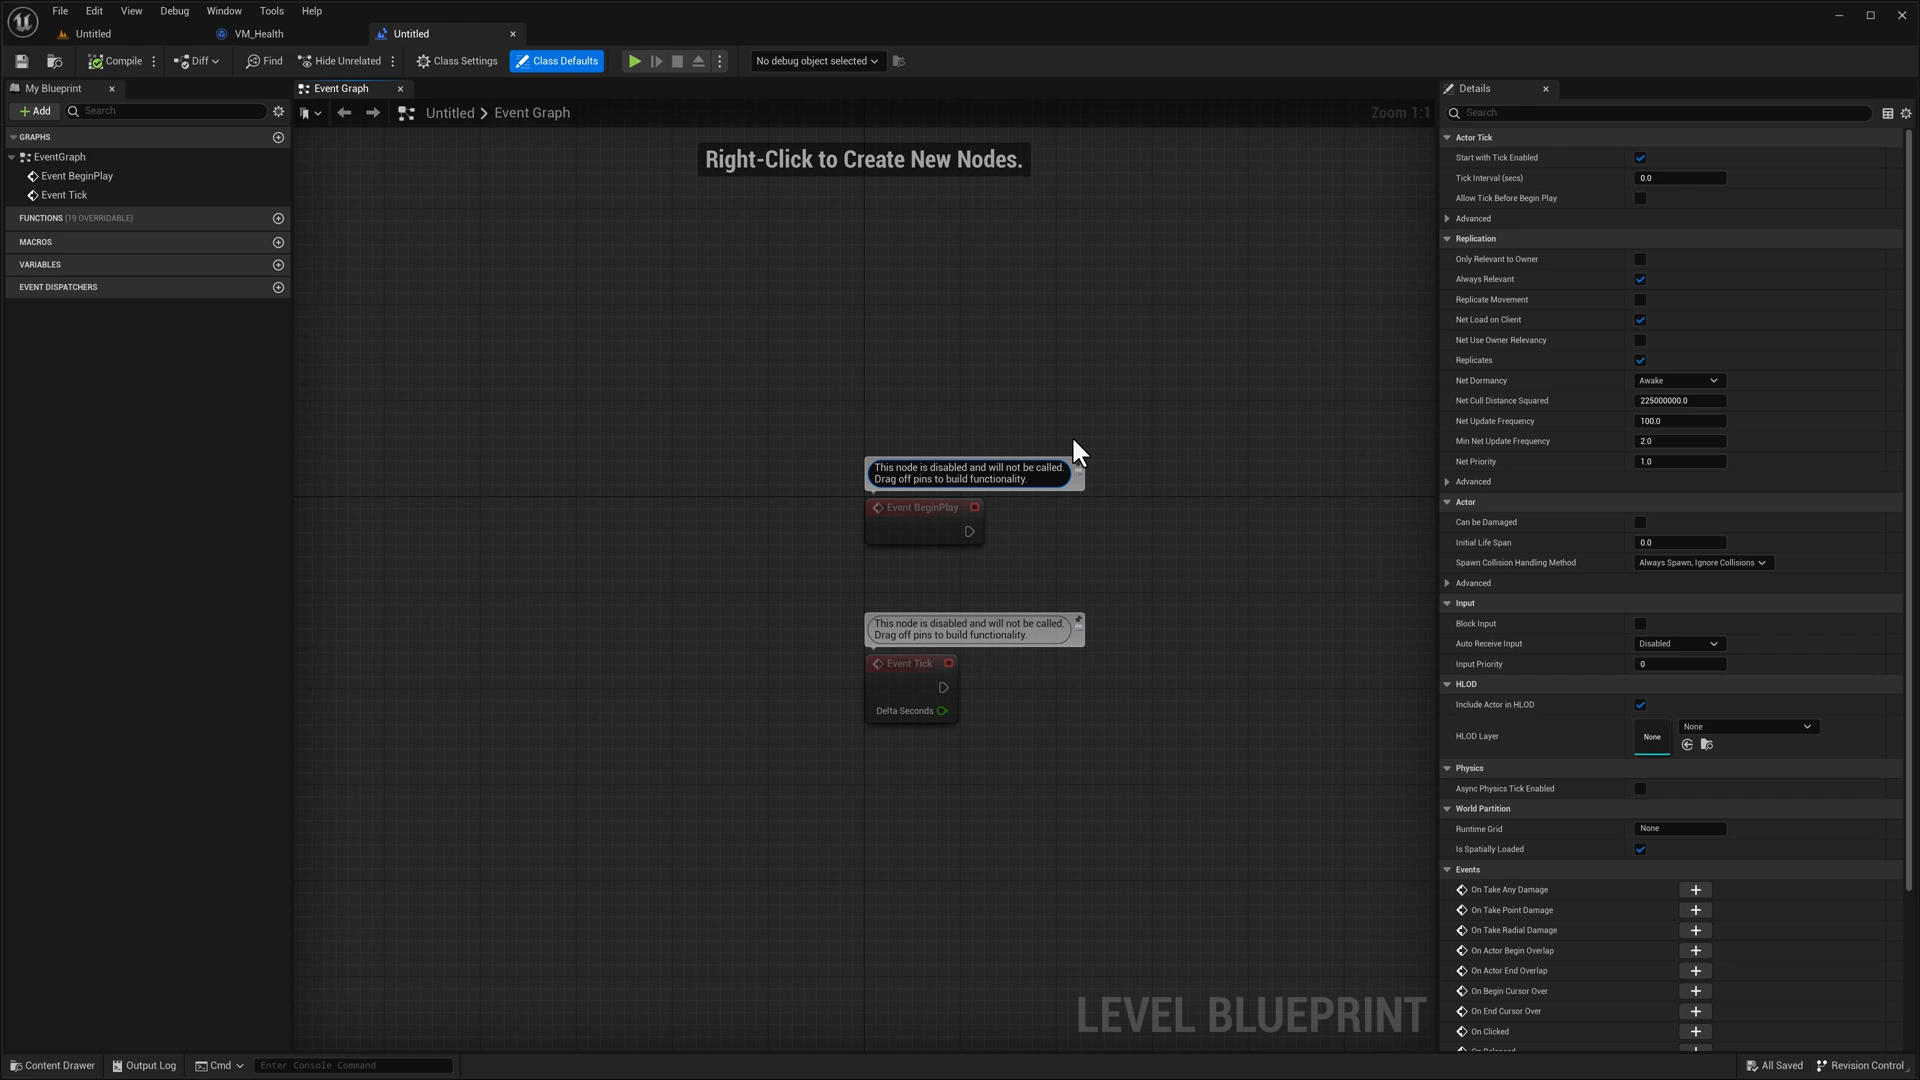 File Edit View Debug Window Tools Help
Untitled VM_Health Untitled
Compile Diff Find Hide Unrelated Class Settings Class Defaults No debug object selected
My Blueprint Event Graph Details
Add Search Untitled > Event Graph Zoom 1:1 Search
Right-Click to Create New Nodes.
GRAPHS
EventGraph
Event BeginPlay
Event Tick
FUNCTIONS (19 OVERRIDABLE)
MACROS
VARIABLES
EVENT DISPATCHERS
This node is disabled and will not be called.
Drag off pins to build functionality.
Event BeginPlay
This node is disabled and will not be called.
Drag off pins to build functionality.
Event Tick
Delta Seconds
LEVEL BLUEPRINT
Actor Tick
Start with Tick Enabled
Tick Interval (secs) 0.0
Allow Tick Before Begin Play
Advanced
Replication
Only Relevant to Owner
Always Relevant
Replicate Movement
Net Load on Client
Net Use Owner Relevancy
Replicates
Net Dormancy Awake
Net Cull Distance Squared 225000000.0
Net Update Frequency 100.0
Min Net Update Frequency 2.0
Net Priority 1.0
Advanced
Actor
Can be Damaged
Initial Life Span 0.0
Spawn Collision Handling Method Always Spawn, Ignore Collisions
Advanced
Input
Block Input
Auto Receive Input Disabled
Input Priority 0
HLOD
Include Actor in HLOD
HLOD Layer None None
Physics
Async Physics Tick Enabled
World Partition
Runtime Grid None
Is Spatially Loaded
Events
On Take Any Damage
On Take Point Damage
On Take Radial Damage
On Actor Begin Overlap
On Actor End Overlap
On Begin Cursor Over
On End Cursor Over
On Clicked
Content Drawer Output Log Cmd Enter Console Command All Saved Revision Control